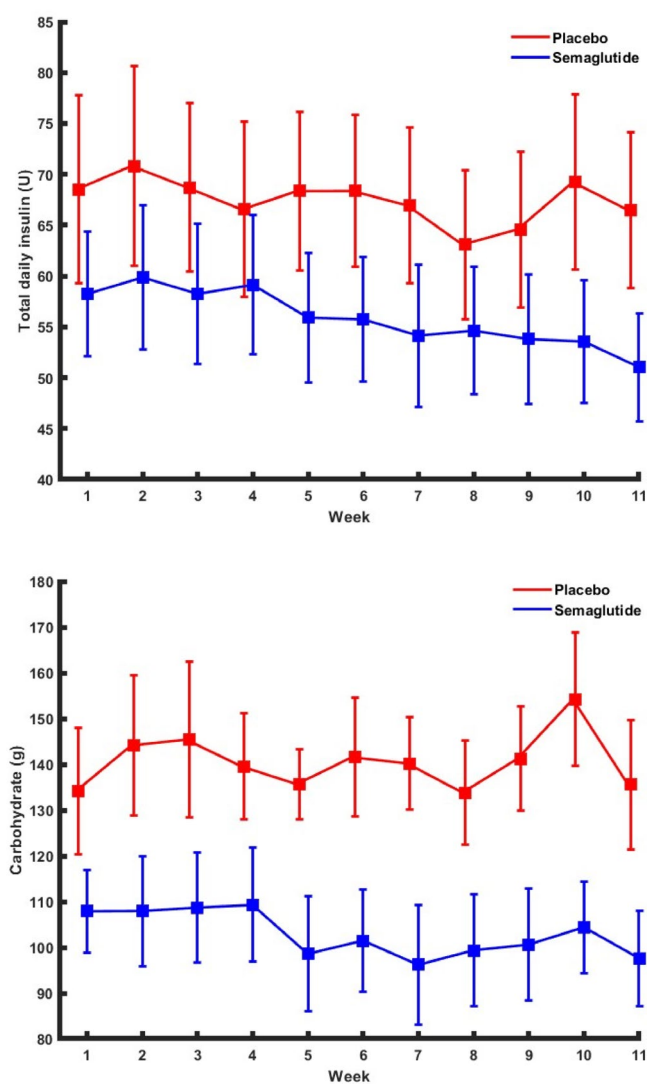 85
Placebo
80
Semaglutide
75
70
65
60
55
50
45
40
Total daily insulin (U)
1 2 3 4 5 6 7 8 9 10 11
Week
180
Placebo
170
Semaglutide
160
150
140
130
120
110
100
90
80
Carbohydrate (g)
1 2 3 4 5 6 7 8 9 10 11
Week